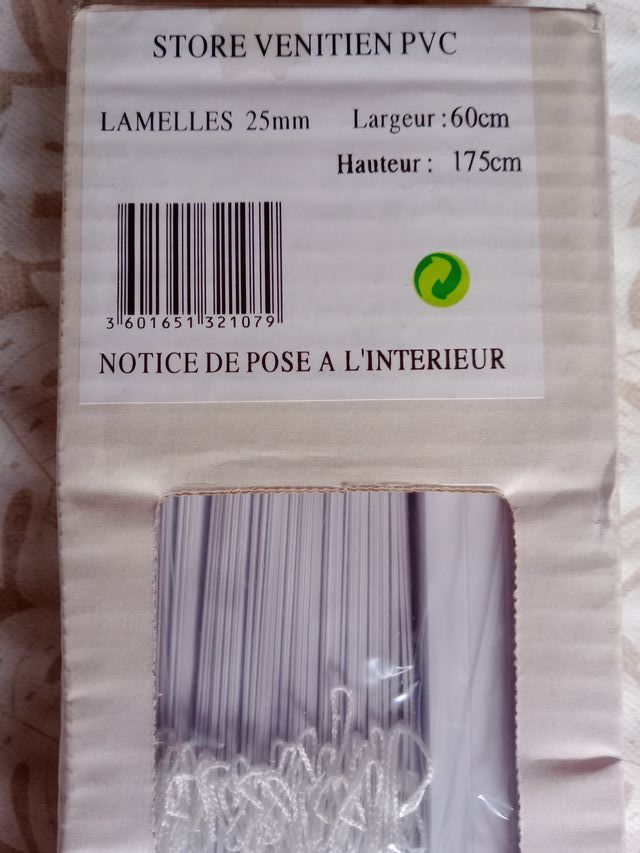 STORE VENITIEN PVC
LAMELLES 25mm Largeur : 60cm
Hauteur : 175cm
3 601651 321079
NOTICE DE POSE A L'INTERIEUR